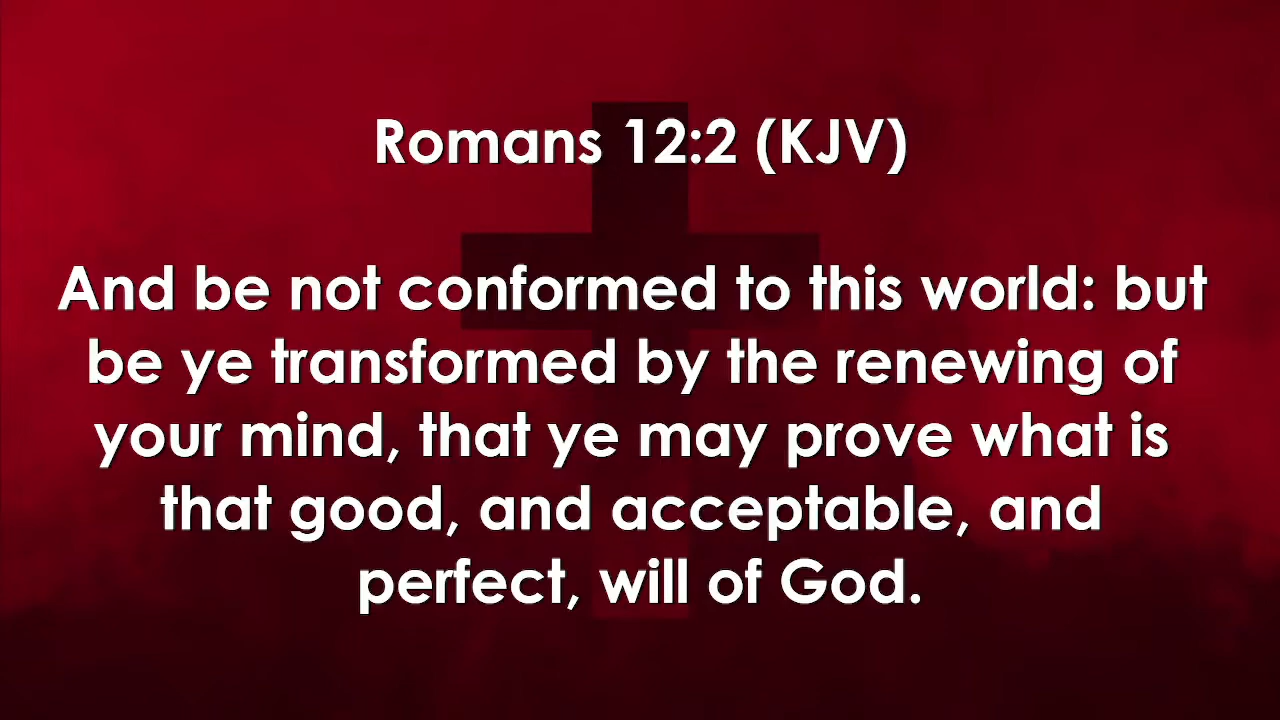 Romans 12:2 (KJV)
And be not conformed to this world: but
be ye transformed by the renewing of
your mind, that ye may prove what is
that good, and acceptable, and
perfect, will of God.